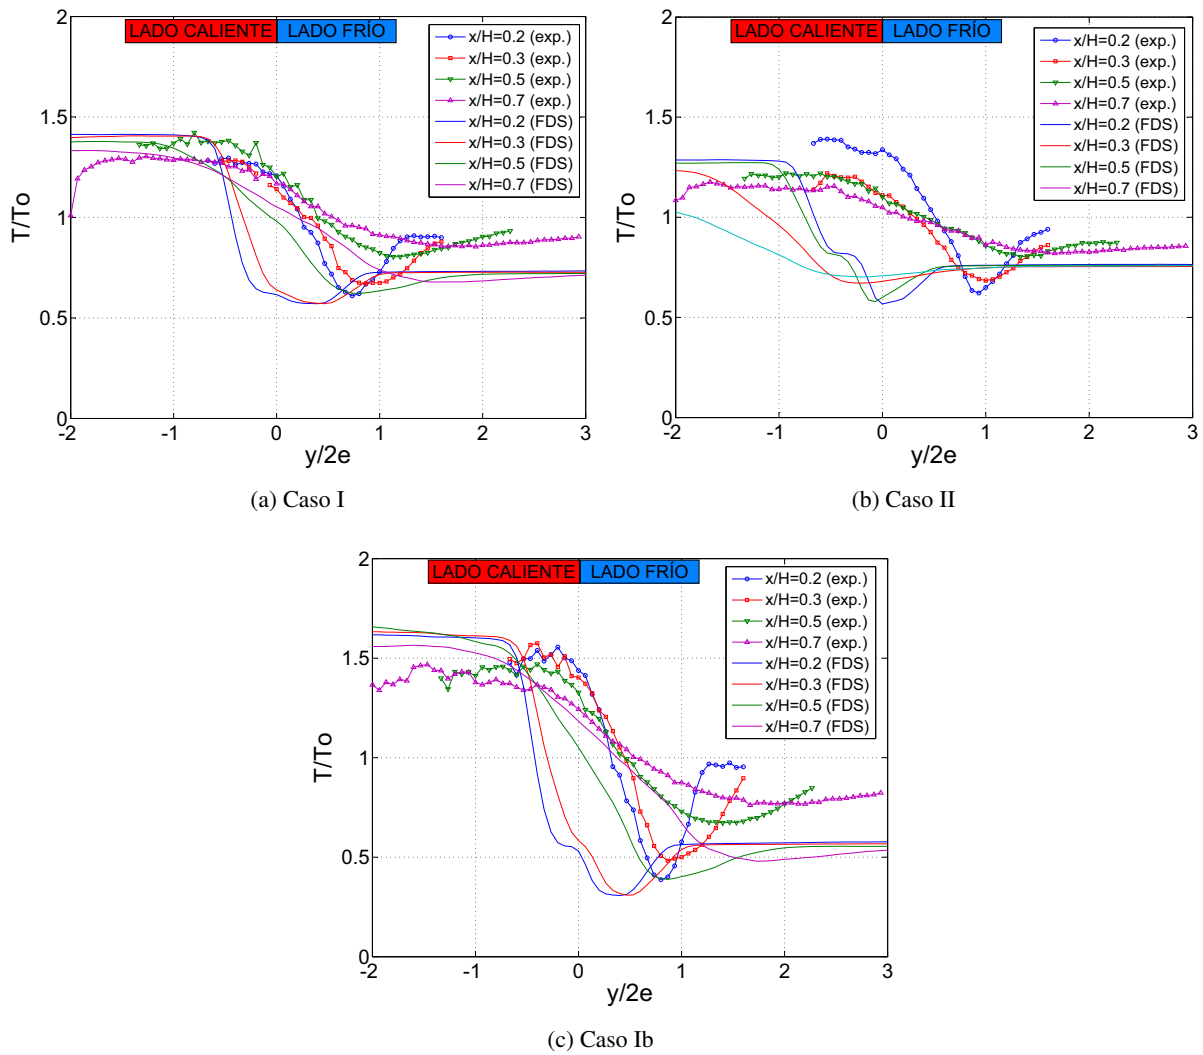 LADO CALIENTE LADO FRÍO
x/H=0.2 (exp.)
x/H=0.3 (exp.)
x/H=0.5 (exp.)
x/H=0.7 (exp.)
x/H=0.2 (FDS)
x/H=0.3 (FDS)
x/H=0.5 (FDS)
x/H=0.7 (FDS)
2
1.5
1
0.5
0
T/To
-2 -1 0 1 2 3
y/2e
(a) Caso I
LADO CALIENTE LADO FRÍO
x/H=0.2 (exp.)
x/H=0.3 (exp.)
x/H=0.5 (exp.)
x/H=0.7 (exp.)
x/H=0.2 (FDS)
x/H=0.3 (FDS)
x/H=0.5 (FDS)
x/H=0.7 (FDS)
2
1.5
1
0.5
0
T/To
-2 -1 0 1 2 3
y/2e
(b) Caso II
LADO CALIENTE LADO FRÍO
x/H=0.2 (exp.)
x/H=0.3 (exp.)
x/H=0.5 (exp.)
x/H=0.7 (exp.)
x/H=0.2 (FDS)
x/H=0.3 (FDS)
x/H=0.5 (FDS)
x/H=0.7 (FDS)
2
1.5
1
0.5
0
T/To
-2 -1 0 1 2 3
y/2e
(c) Caso Ib